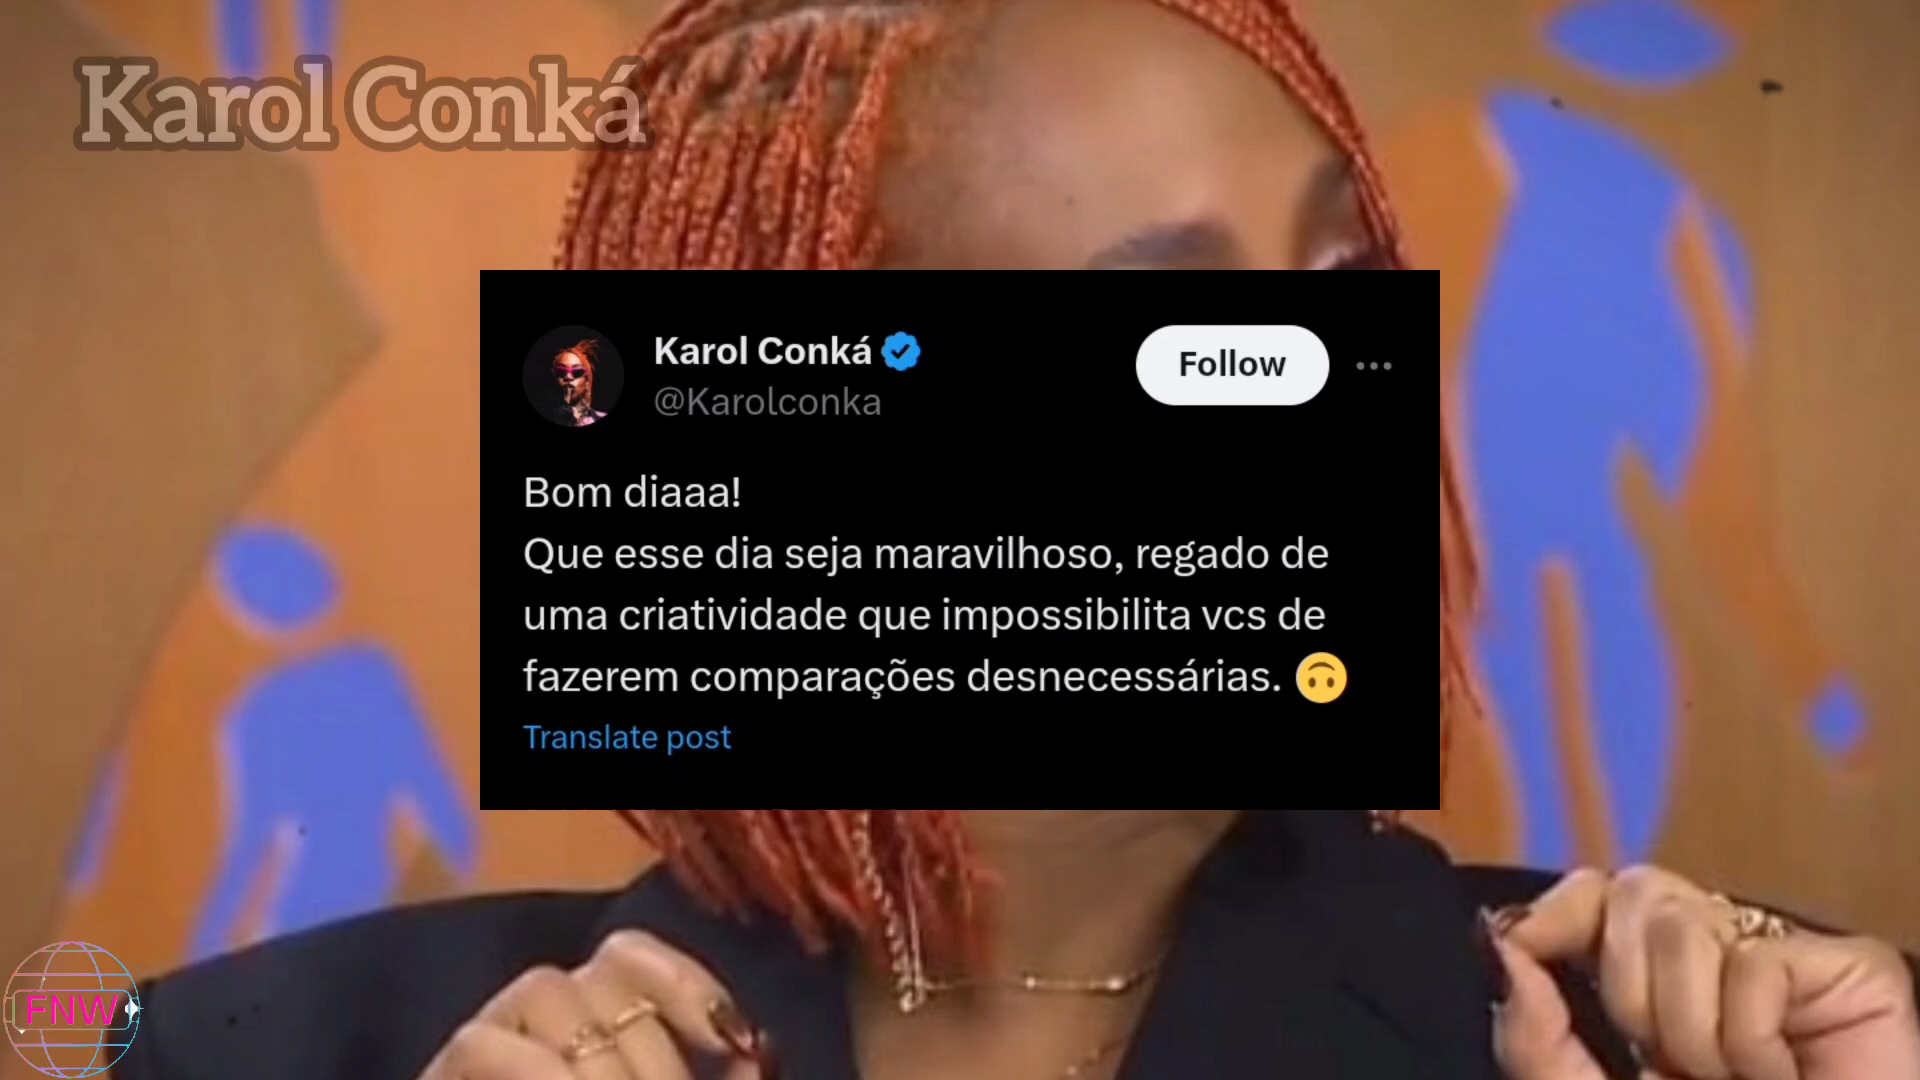 Karol Conká
Karol Conká
@Karolconka
Follow
Bom diaaa!
Que esse dia seja maravilhoso, regado de
uma criatividade que impossibilita vcs de
fazerem comparações desnecessárias. 🙃
Translate post
FNW